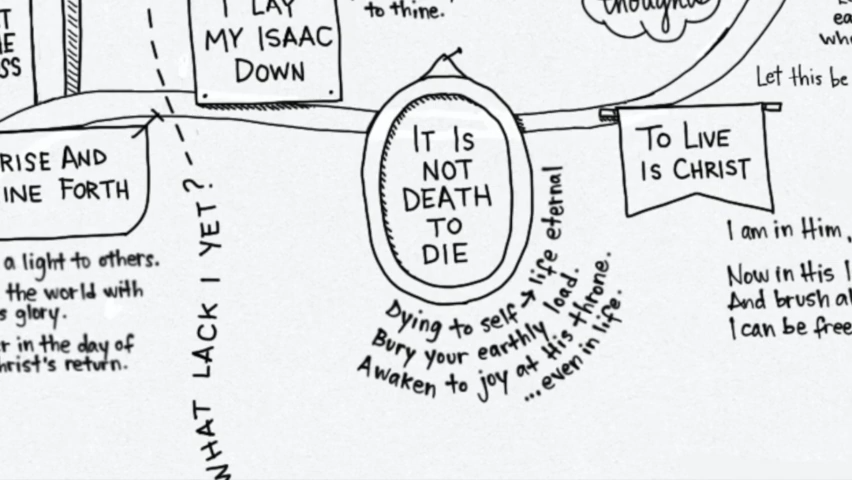 I LAY
MY ISAAC
DOWN
to thine.
thoughts
Let this be
RISE AND
INE FORTH
a light to others.
the world with
s glory.
r in the day of
hrist's return.
WHAT LACK I YET?
IT IS
NOT
DEATH
TO
DIE
Dying to self → life eternal
Bury your earthly load.
Awaken to joy at His throne.
...even in life.
TO LIVE
IS CHRIST
I am in Him,
Now in His l
And brush a
I can be free